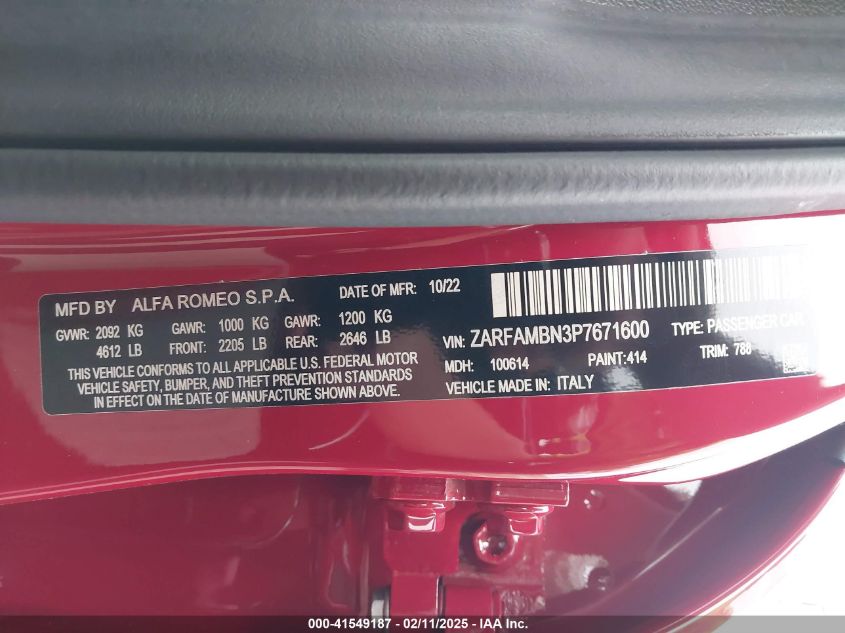 MFD BY ALFA ROMEO S.P.A. DATE OF MFR: 10/22
GVWR: 2092 KG GAWR: 1000 KG GAWR: 1200 KG
4612 LB FRONT: 2205 LB REAR: 2646 LB
THIS VEHICLE CONFORMS TO ALL APPLICABLE U.S. FEDERAL MOTOR
VEHICLE SAFETY, BUMPER, AND THEFT PREVENTION STANDARDS
IN EFFECT ON THE DATE OF MANUFACTURE SHOWN ABOVE.
VIN: ZARFAMBN3P7671600 TYPE: PASSENGER CAR
MDH: 100614 PAINT: 414 TRIM: 788
VEHICLE MADE IN: ITALY
000-41549187 - 02/11/2025 - IAA Inc.